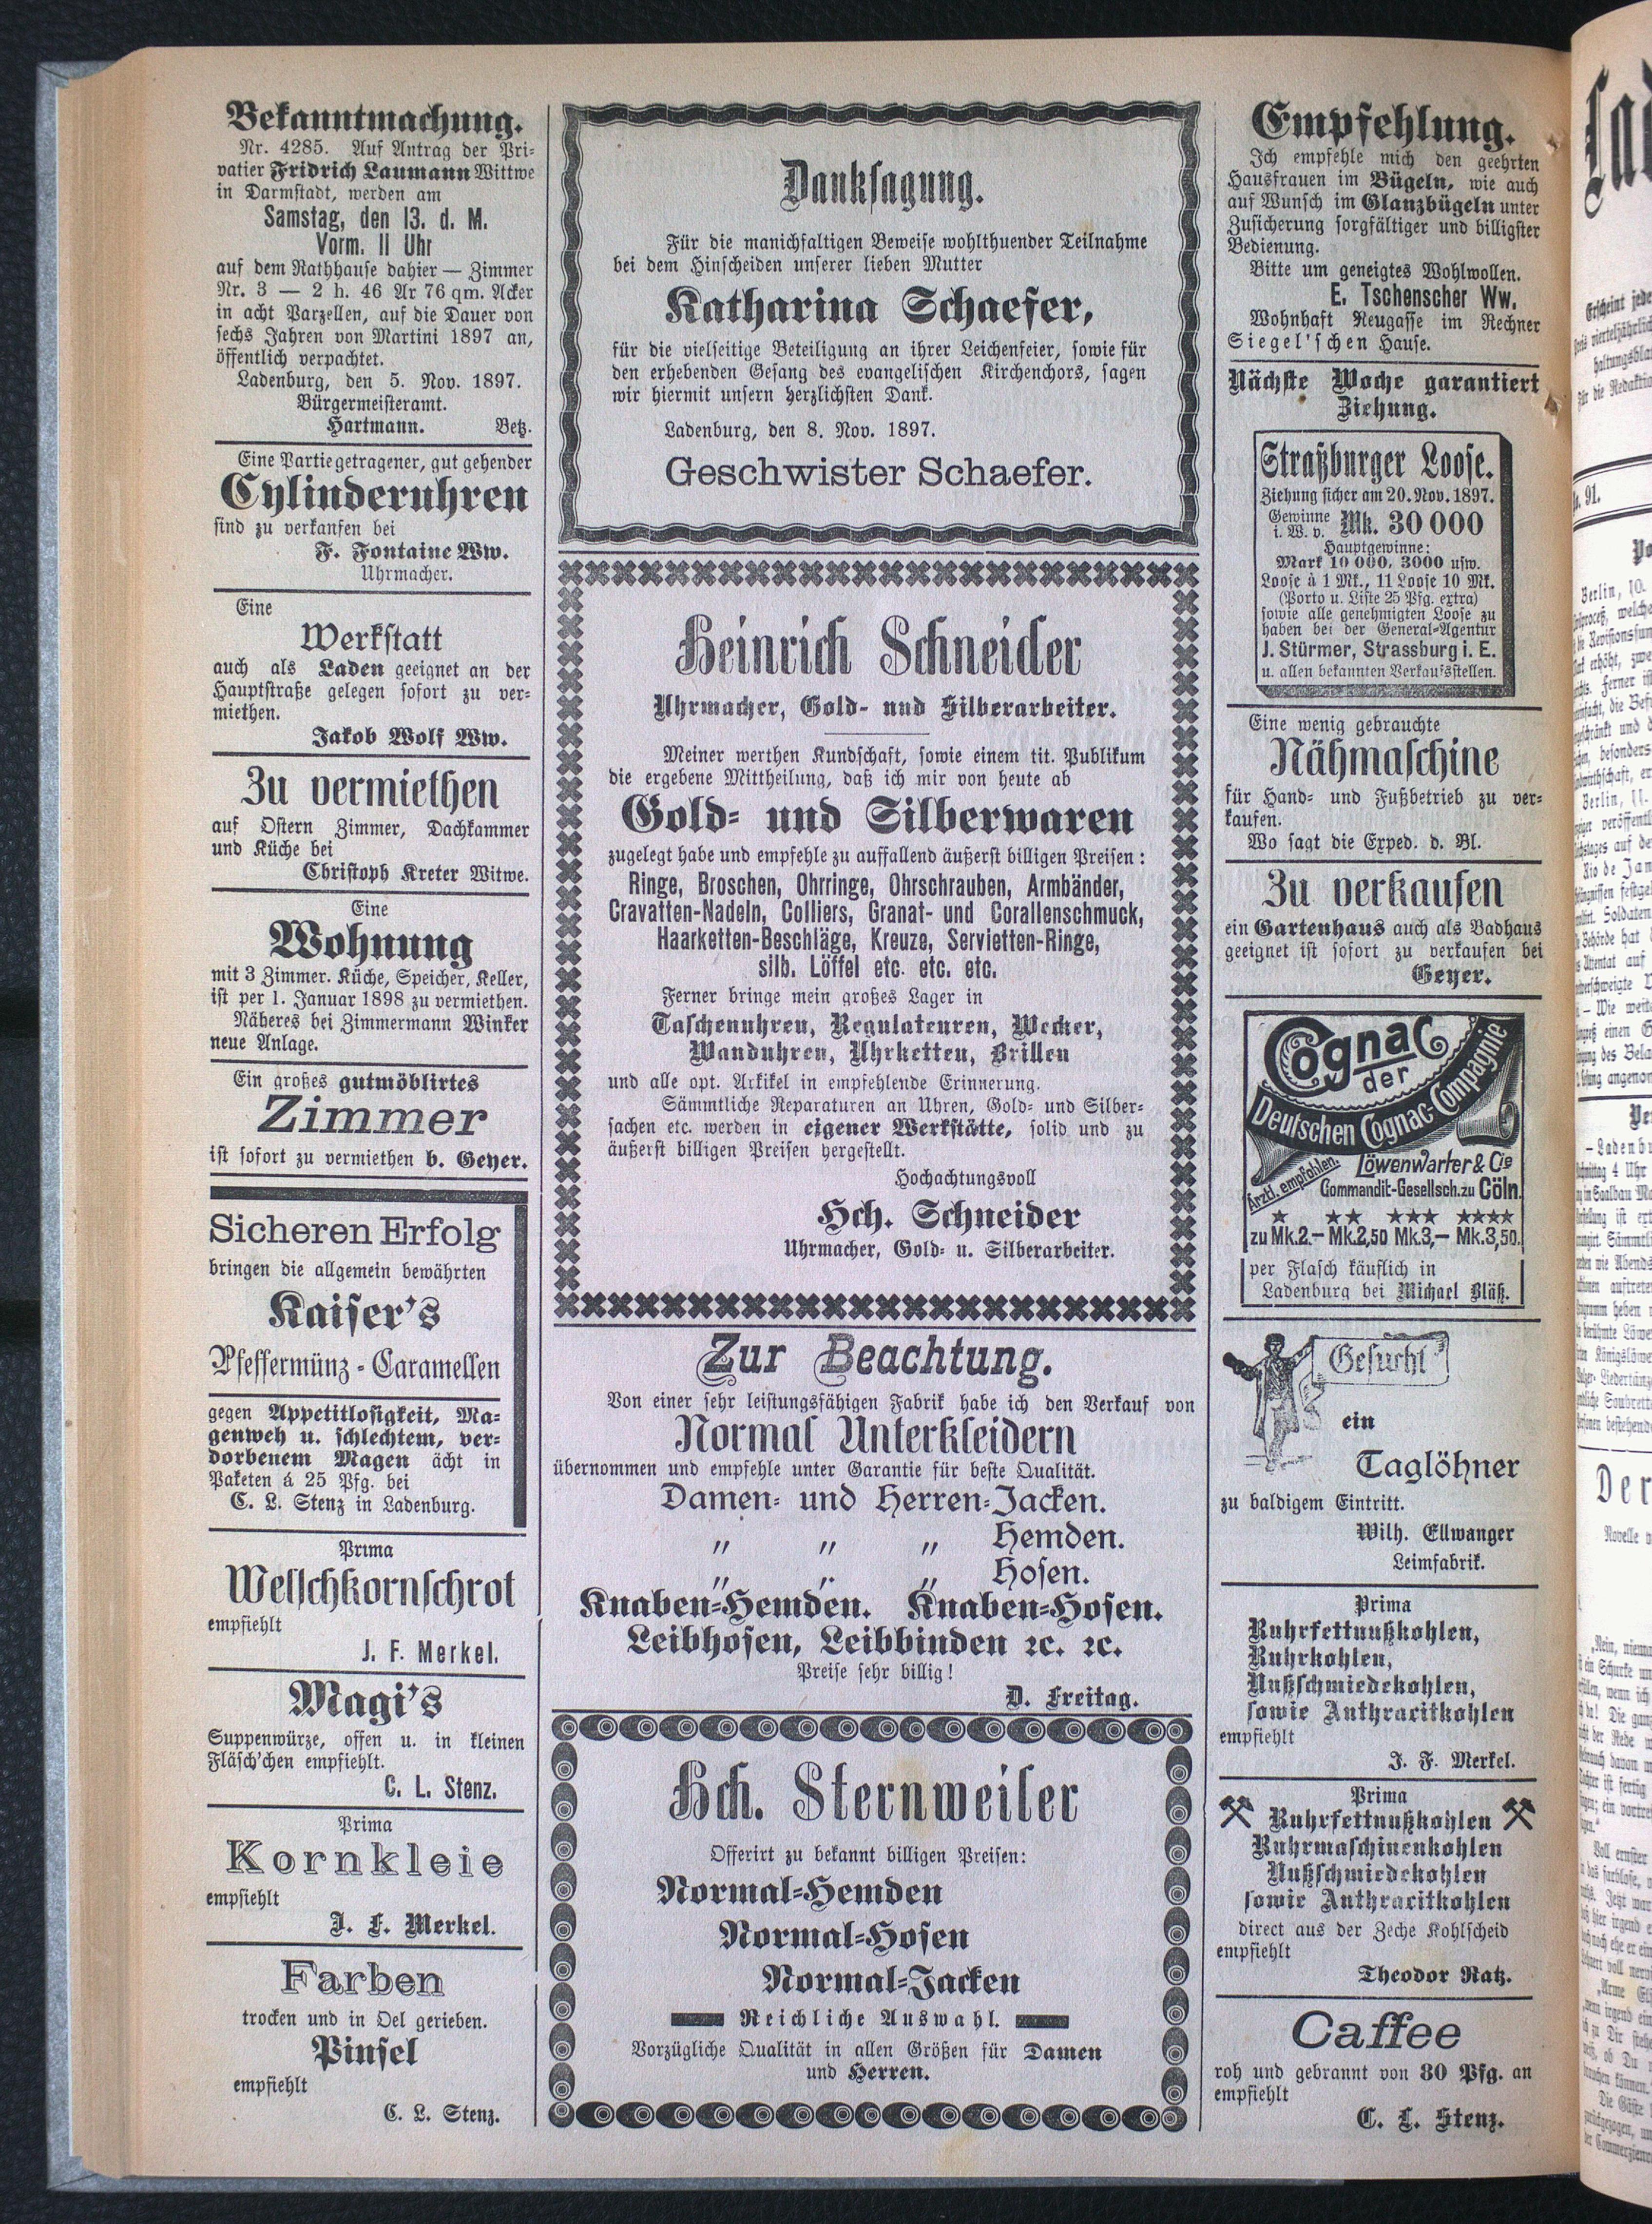 Bekanntmachung.
Nr. 4285. Auf Antrag der Pri-
vatier Fridrich Laumann Wittwe
in Darmstadt, werden am
Samstag, den 13. d. M.
Vorm. 11 Uhr
auf dem Rathhause dahier — Zimmer
Nr. 3 — 2 h. 46 Ar 76 qm. Acker
in acht Parzellen, auf die Dauer von
sechs Jahren von Martini 1897 an,
öffentlich verpachtet.
Ladenburg, den 5. Nov. 1897.
Bürgermeisteramt.
Hartmann. Betz.
Eine Partie getragener, gut gehender
Cylinderuhren
sind zu verkaufen bei
F. Fontaine Ww.
Uhrmacher.
Eine
Werkstatt
auch als Laden geeignet an der
Hauptstraße gelegen sofort zu ver-
miethen.
Jakob Wolf Ww.
Zu vermiethen
auf Ostern Zimmer, Dachkammer
und Küche bei
Christoph Kreter Witwe.
Eine
Wohnung
mit 3 Zimmer. Küche, Speicher, Keller,
ist per 1. Januar 1898 zu vermiethen.
Näheres bei Zimmermann Winker
neue Anlage.
Ein großes gutmöblirtes
Zimmer
ist sofort zu vermiethen b. Geyer.
Sicheren Erfolg
bringen die allgemein bewährten
Kaiser's
Pfeffermünz-Caramellen
gegen Appetitlosigkeit, Ma-
genweh u. schlechtem, ver-
dorbenem Magen ächt in
Paketen á 25 Pfg. bei
C. L. Stenz in Ladenburg.
Prima
Welschkornschrot
empfiehlt
J. F. Merkel.
Magi's
Suppenwürze, offen u. in kleinen
Fläsch'chen empfiehlt.
C. L. Stenz.
Prima
Kornkleie
empfiehlt
J. F. Merkel.
Farben
trocken und in Oel gerieben.
Pinsel
empfiehlt
C. L. Stenz.
Danksagung.
Für die manichfaltigen Beweise wohlthuender Teilnahme
bei dem Hinscheiden unserer lieben Mutter
Katharina Schaefer,
für die vielseitige Beteiligung an ihrer Leichenfeier, sowie für
den erhebenden Gesang des evangelischen Kirchenchors, sagen
wir hiermit unsern herzlichsten Dank.
Ladenburg, den 8. Nov. 1897.
Geschwister Schaefer.
Heinrich Schneider
Uhrmacher, Gold- und Silberarbeiter.
Meiner werthen Kundschaft, sowie einem tit. Publikum
die ergebene Mittheilung, daß ich mir von heute ab
Gold- und Silberwaren
zugelegt habe und empfehle zu auffallend äußerst billigen Preisen:
Ringe, Broschen, Ohrringe, Ohrschrauben, Armbänder,
Cravatten-Nadeln, Colliers, Granat- und Corallenschmuck,
Haarketten-Beschläge, Kreuze, Servietten-Ringe,
silb. Löffel etc. etc. etc.
Ferner bringe mein großes Lager in
Taschenuhren, Regulateuren, Wecker,
Wanduhren, Uhrketten, Brillen
und alle opt. Artikel in empfehlende Erinnerung.
Sämmtliche Reparaturen an Uhren, Gold- und Silber-
sachen etc. werden in eigener Werkstätte, solid und zu
äußerst billigen Preisen hergestellt.
Hochachtungsvoll
Hch. Schneider
Uhrmacher, Gold- u. Silberarbeiter.
Zur Beachtung.
Von einer sehr leistungsfähigen Fabrik habe ich den Verkauf von
Normal Unterkleidern
übernommen und empfehle unter Garantie für beste Qualität.
Damen- und Herren-Jacken.
" " " Hemden.
" " " Hosen.
Knaben-Hemden. Knaben-Hosen.
Leibhosen, Leibbinden ꝛc. ꝛc.
Preise sehr billig!
D. Freitag.
Hch. Sternweiler
Offerirt zu bekannt billigen Preisen:
Normal-Hemden
Normal-Hosen
Normal-Jacken
Reichliche Auswahl.
Vorzügliche Qualität in allen Größen für Damen
und Herren.
Empfehlung.
Ich empfehle mich den geehrten
Hausfrauen im Bügeln, wie auch
auf Wunsch im Glanzbügeln unter
Zusicherung sorgfältiger und billigster
Bedienung.
Bitte um geneigtes Wohlwollen.
E. Tschenscher Ww.
Wohnhaft Neugasse im Rechner
Siegel'schen Hause.
Nächste Woche garantiert
Ziehung.
Straßburger Loose.
Ziehung sicher am 20. Nov. 1897.
Gewinne i. W. v. Mk. 30 000
Hauptgewinne:
Mark 10 000, 3000 usw.
Loose à 1 Mk., 11 Loose 10 Mk.
(Porto u. Liste 25 Pfg. extra)
sowie alle genehmigten Loose zu
haben bei der General-Agentur
J. Stürmer, Strassburg i. E.
u. allen bekannten Verkaufsstellen.
Eine wenig gebrauchte
Nähmaschine
für Hand- und Fußbetrieb zu ver-
kaufen.
Wo sagt die Exped. d. Bl.
Zu verkaufen
ein Gartenhaus auch als Badhaus
geeignet ist sofort zu verkaufen bei
Geyer.
Cognac
der
Deutschen Cognac-Compagnie
Löwenwarter & Cie
Ärztl. empfohlen.
Commandit-Gesellsch. zu Cöln.
★ ★★ ★★★ ★★★★
zu Mk.2.— Mk.2,50 Mk.3,— Mk.3,50.
per Flasch käuflich in
Ladenburg bei Michael Bläß.
Gesucht
ein
Taglöhner
zu baldigem Eintritt.
Wilh. Ellwanger
Leimfabrik.
Prima
Ruhrfettnußkohlen,
Ruhrkohlen,
Nußschmiedekohlen,
sowie Anthracitkohlen
empfiehlt
J. F. Merkel.
Prima
Ruhrfettnußkohlen
Ruhrmaschinenkohlen
Nußschmiedekohlen
sowie Anthracitkohlen
direct aus der Zeche Kohlscheid
empfiehlt
Theodor Ratz.
Caffee
roh und gebrannt von 80 Pfg. an
empfiehlt
C. L. Stenz.
Erscheint jede
91.
Berlin, 10.
Berlin, 11.
Rio de Jan
Der
Novelle